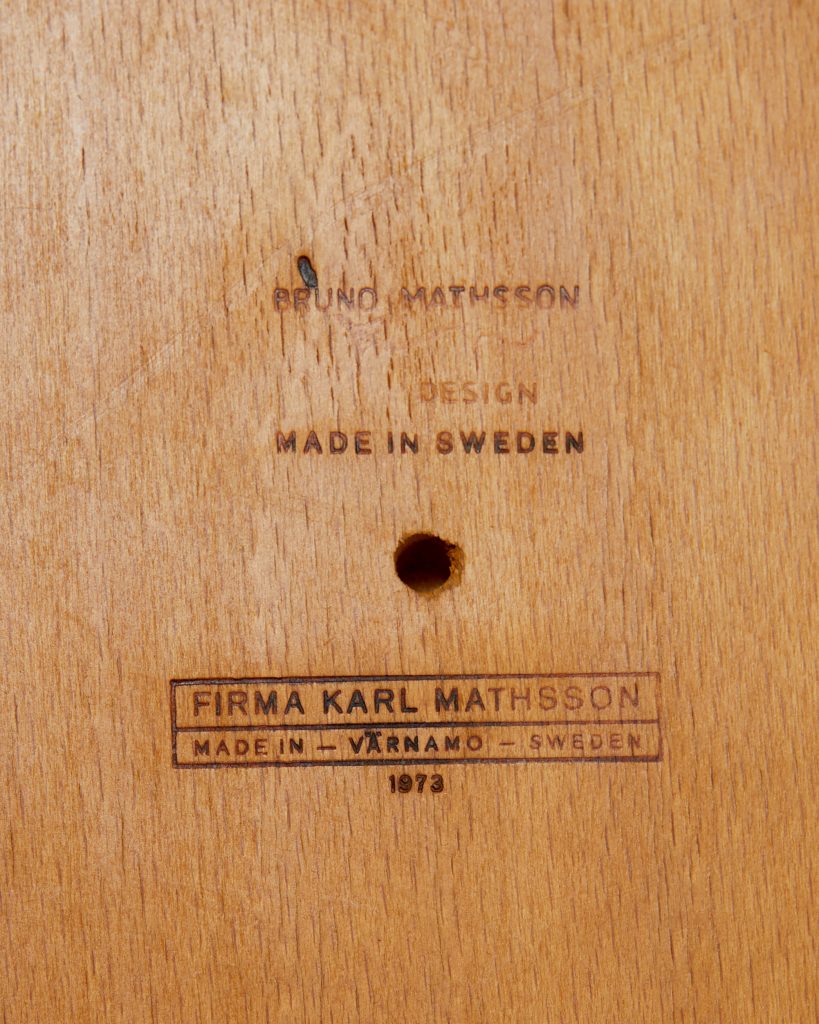 BRUNO MATHSSON
DESIGN
MADE IN SWEDEN
FIRMA KARL MATHSSON
MADE IN – VÄRNAMO – SWEDEN
1973